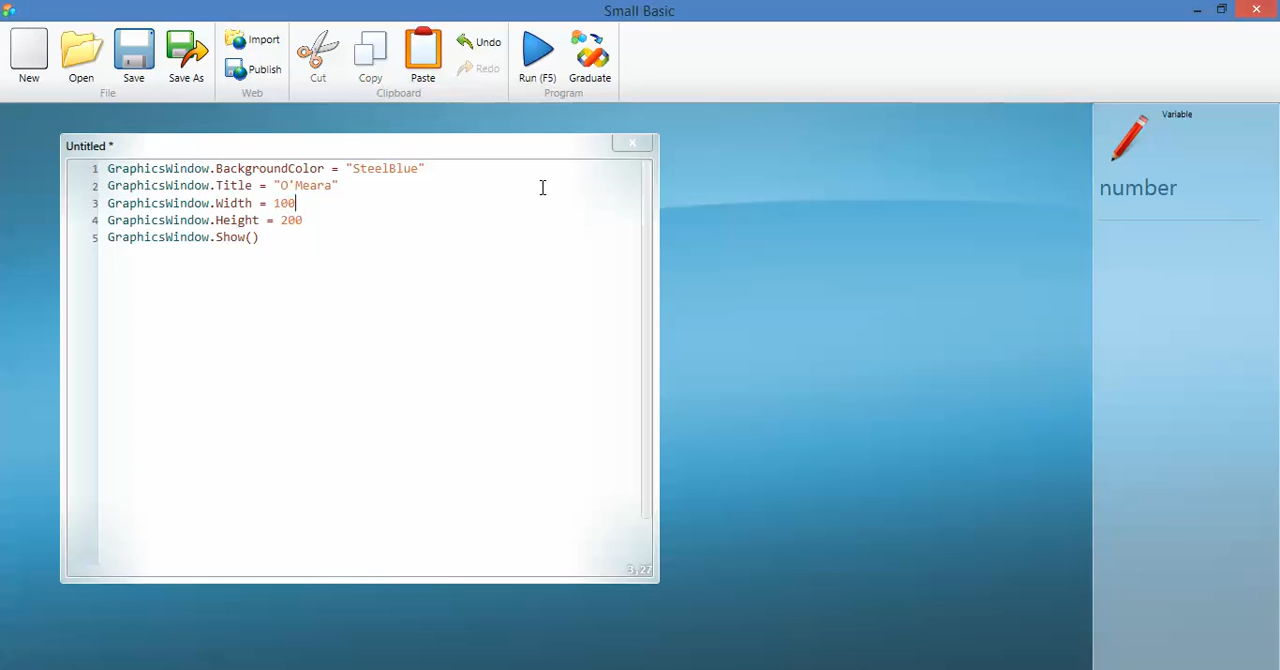 Small Basic
New
Open
Save
Save As
File
Import
Publish
Web
Cut
Copy
Paste
Undo
Redo
Clipboard
Run (F5)
Graduate
Program
Untitled *
1 GraphicsWindow.BackgroundColor = "SteelBlue"
2 GraphicsWindow.Title = "O'Meara"
3 GraphicsWindow.Width = 100
4 GraphicsWindow.Height = 200
5 GraphicsWindow.Show()
3,27
Variable
number